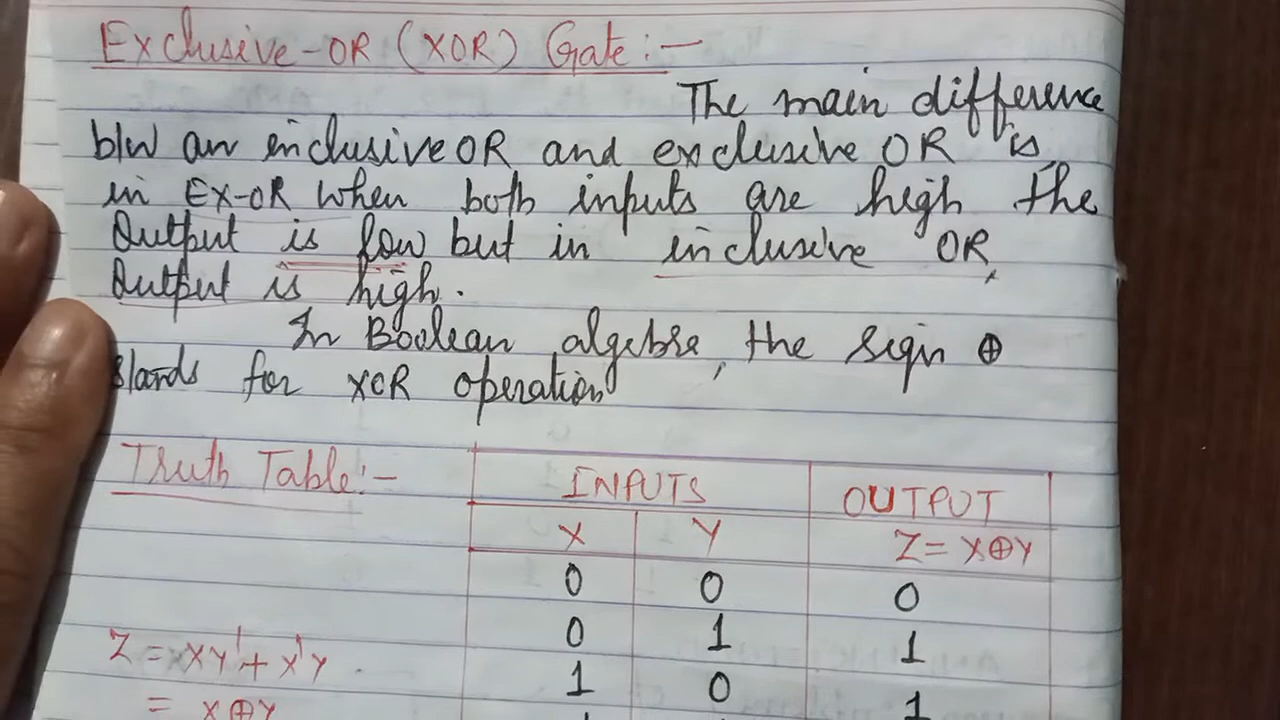 Exclusive-OR (XOR) Gate:-
The main difference
b/w an inclusive OR and exclusive OR is
in EX-OR when both inputs are high the
Output is low but in inclusive OR,
Output is high.
In Boolean algebra, the sign ⊕
stands for XOR operation
Truth Table:-
INPUTS OUTPUT
X Y Z = X⊕Y
0 0 0
0 1 1
Z = XY' + X'Y
1 0 1
= X⊕Y